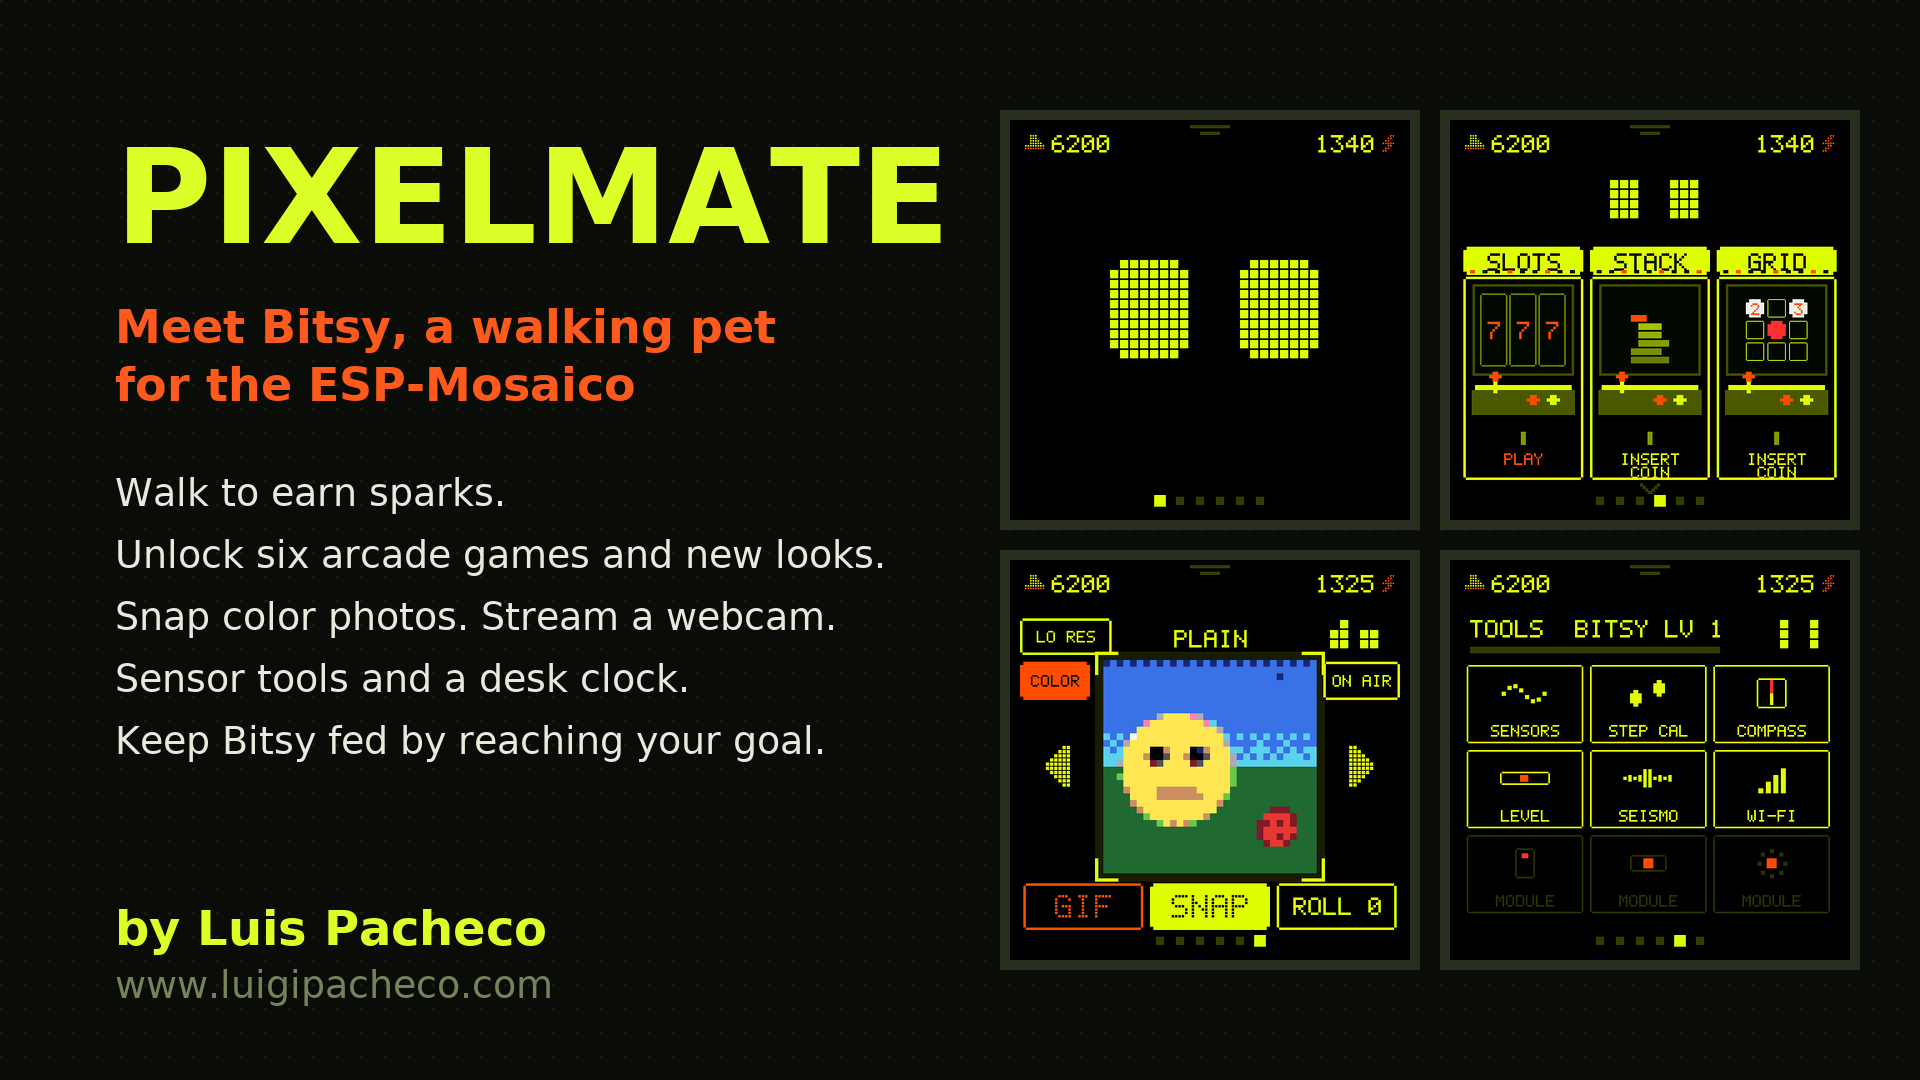 PIXELMATE
Meet Bitsy, a walking pet
for the ESP-Mosaico
Walk to earn sparks.
Unlock six arcade games and new looks.
Snap color photos. Stream a webcam.
Sensor tools and a desk clock.
Keep Bitsy fed by reaching your goal.
by Luis Pacheco
www.luigipacheco.com
6200 1340
6200 1340
SLOTS STACK GRID
7 7 7
2 3
PLAY INSERT COIN INSERT COIN
6200 1325
LO RES PLAIN
COLOR ON AIR
GIF SNAP ROLL 0
6200 1325
TOOLS BITSY LV 1
SENSORS STEP CAL COMPASS
LEVEL SEISMO WI-FI
MODULE MODULE MODULE